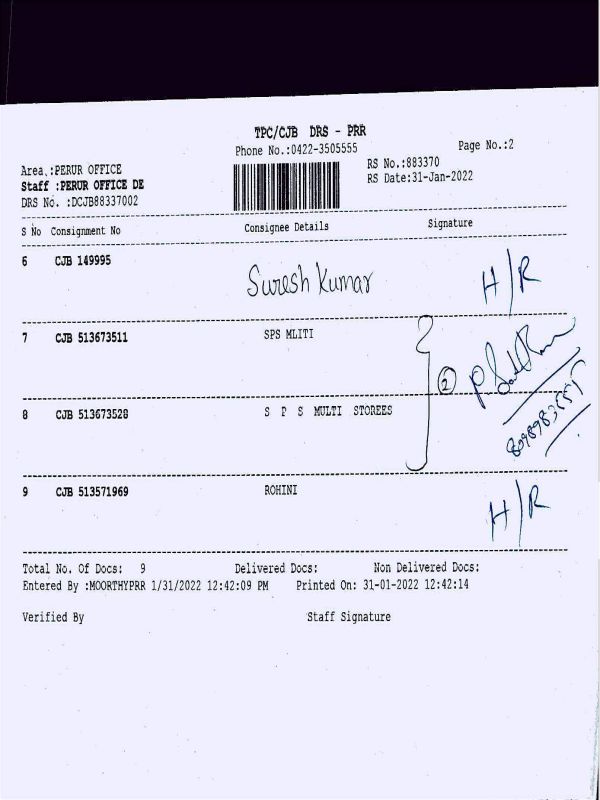 TPC/CJB DRS - PRR
Phone No.:0422-3505555 Page No.:2
Area :PERUR OFFICE RS No.:883370
Staff :PERUR OFFICE DE RS Date:31-Jan-2022
DRS No. :DCJB88337002
S No Consignment No Consignee Details Signature
6 CJB 149995 Suresh Kumar H/R
7 CJB 513673511 SPS MLITI
2
8 CJB 513673528 S P S MULTI STOREES
9 CJB 513571969 ROHINI H/R
Total No. Of Docs: 9 Delivered Docs: Non Delivered Docs:
Entered By :MOORTHYPRR 1/31/2022 12:42:09 PM Printed On: 31-01-2022 12:42:14
Verified By Staff Signature